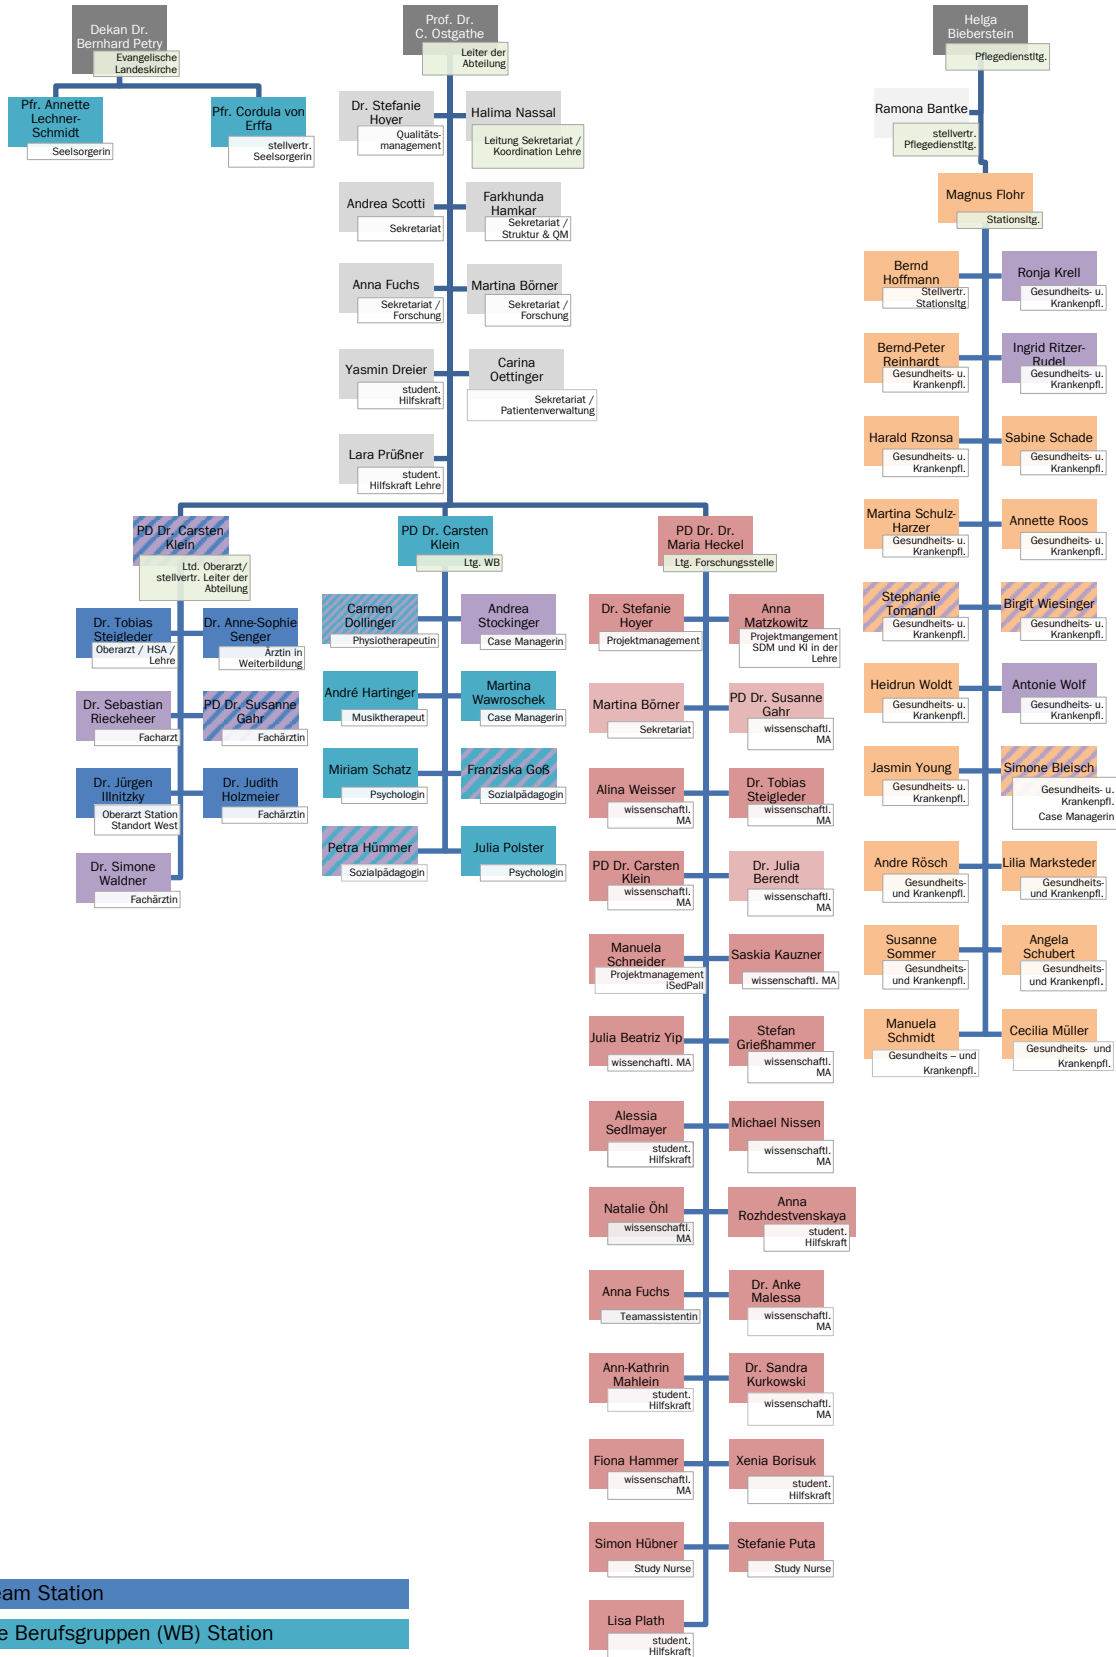 Dekan Dr.
Bernhard Petry
Evangelische
Landeskirche
Pfr. Annette
Lechner-
Schmidt
Seelsorgerin
Pfr. Cordula von
Erffa
stellvertr.
Seelsorgerin
Prof. Dr.
C. Ostgathe
Leiter der
Abteilung
Dr. Stefanie
Hoyer
Qualitäts-
management
Halima Nassal
Leitung Sekretariat /
Koordination Lehre
Andrea Scotti
Sekretariat
Farkhunda
Hamkar
Sekretariat /
Struktur & QM
Anna Fuchs
Sekretariat /
Forschung
Martina Börner
Sekretariat /
Forschung
Yasmin Dreier
student.
Hilfskraft
Carina
Oettinger
Sekretariat /
Patientenverwaltung
Lara Prüßner
student.
Hilfskraft Lehre
PD Dr. Carsten
Klein
Ltd. Oberarzt/
stellvertr. Leiter der
Abteilung
Dr. Tobias
Steigleder
Oberarzt / HSA /
Lehre
Dr. Anne-Sophie
Senger
Ärztin in
Weiterbildung
Dr. Sebastian
Rieckeheer
Facharzt
PD Dr. Susanne
Gahr
Fachärztin
Dr. Jürgen
Illnitzky
Oberarzt Station
Standort West
Dr. Judith
Holzmeier
Fachärztin
Dr. Simone
Waldner
Fachärztin
PD Dr. Carsten
Klein
Ltg. WB
Carmen
Dollinger
Physiotherapeutin
Andrea
Stockinger
Case Managerin
André Hartinger
Musiktherapeut
Martina
Wawroschek
Case Managerin
Miriam Schatz
Psychologin
Franziska Goß
Sozialpädagogin
Petra Hümmer
Sozialpädagogin
Julia Polster
Psychologin
PD Dr. Dr.
Maria Heckel
Ltg. Forschungsstelle
Dr. Stefanie
Hoyer
Projektmanagement
Anna
Matzkowitz
Projektmangement
SDM und KI in der
Lehre
Martina Börner
Sekretariat
PD Dr. Susanne
Gahr
wissenschaftl.
MA
Alina Weisser
wissenschaftl.
MA
Dr. Tobias
Steigleder
wissenschaftl.
MA
PD Dr. Carsten
Klein
wissenschaftl.
MA
Dr. Julia
Berendt
wissenschaftl.
MA
Manuela
Schneider
Projektmanagement
iSedPall
Saskia Kauzner
wissenschaftl. MA
Julia Beatriz Yip
wissenchaftl. MA
Stefan
Grießhammer
wissenschaftl.
MA
Alessia
Sedlmayer
student.
Hilfskraft
Michael Nissen
wissenschaftl.
MA
Natalie Öhl
wissenschaftl.
MA
Anna
Rozhdestvenskaya
student.
Hilfskraft
Anna Fuchs
Teamassistentin
Dr. Anke
Malessa
wissenschaftl.
MA
Ann-Kathrin
Mahlein
student.
Hilfskraft
Dr. Sandra
Kurkowski
wissenschaftl.
MA
Fiona Hammer
wissenschaftl.
MA
Xenia Borisuk
student.
Hilfskraft
Simon Hübner
Study Nurse
Stefanie Puta
Study Nurse
Lisa Plath
student.
Hilfskraft
Helga
Bieberstein
Pflegedienstltg.
Ramona Bantke
stellvertr.
Pflegedienstltg.
Magnus Flohr
Stationsltg.
Bernd
Hoffmann
Stellvertr.
Stationsltg
Ronja Krell
Gesundheits- u.
Krankenpfl.
Bernd-Peter
Reinhardt
Gesundheits- u.
Krankenpfl.
Ingrid Ritzer-
Rudel
Gesundheits- u.
Krankenpfl.
Harald Rzonsa
Gesundheits- u.
Krankenpfl.
Sabine Schade
Gesundheits- u.
Krankenpfl.
Martina Schulz-
Harzer
Gesundheits- u.
Krankenpfl.
Annette Roos
Gesundheits- u.
Krankenpfl.
Stephanie
Tomandl
Gesundheits- u.
Krankenpfl.
Birgit Wiesinger
Gesundheits- u.
Krankenpfl.
Heidrun Woldt
Gesundheits- u.
Krankenpfl.
Antonie Wolf
Gesundheits- u.
Krankenpfl.
Jasmin Young
Gesundheits- u.
Krankenpfl.
Simone Bleisch
Gesundheits- u.
Krankenpfl.
Case Managerin
Andre Rösch
Gesundheits-
und Krankenpfl.
Lilia Marksteder
Gesundheits-
und Krankenpfl.
Susanne
Sommer
Gesundheits-
und Krankenpfl.
Angela
Schubert
Gesundheits-
und Krankenpfl.
Manuela
Schmidt
Gesundheits – und
Krankenpfl.
Cecilia Müller
Gesundheits- und
Krankenpfl.
eam Station
e Berufsgruppen (WB) Station